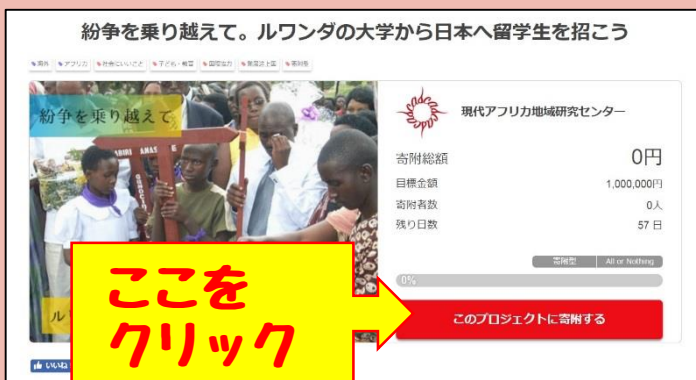 紛争を乗り越えて。ルワンダの大学から日本へ留学生を招こう
海外 アフリカ 社会にいいこと 子ども・教育 国際協力 寄附型
紛争を乗り越えて
ル
現代アフリカ地域研究センター
寄附総額 0円
目標金額 1,000,000円
寄附者数 0人
残り日数 57 日
寄附型 All or Nothing
0%
このプロジェクトに寄附する
ここを
クリック
いいね